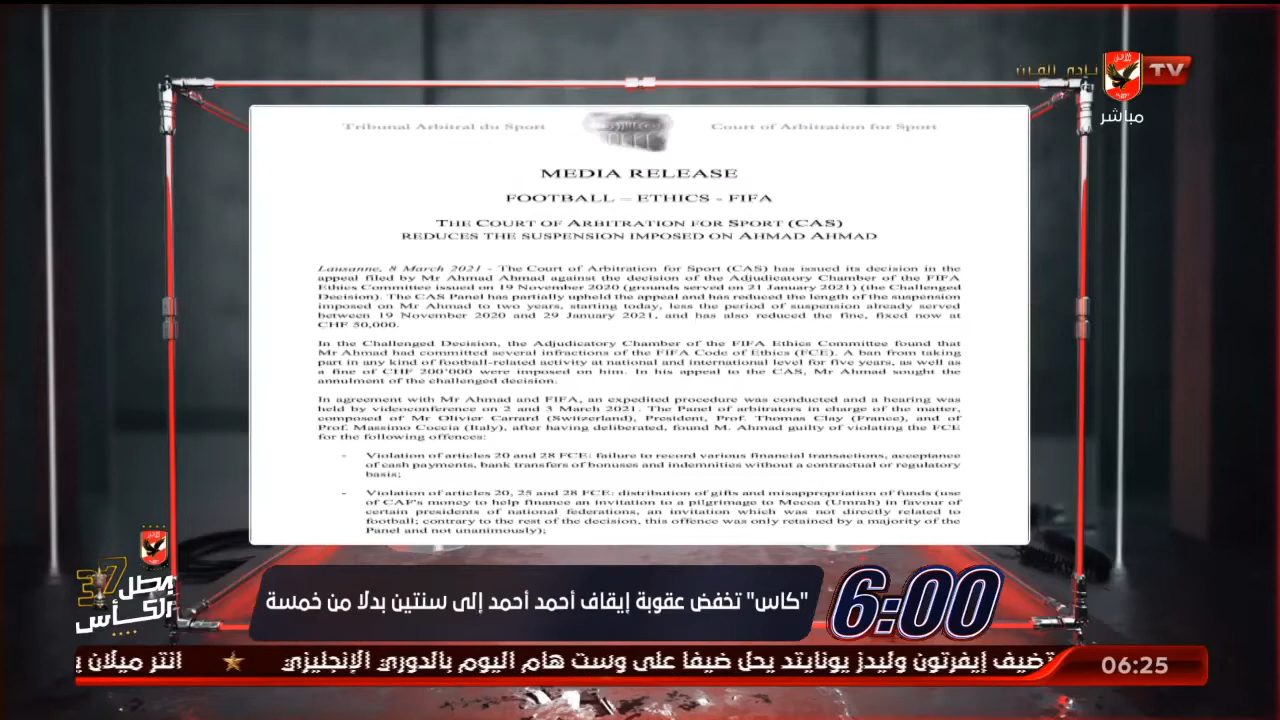 نادي القرن
TV
مباشر
Tribunal Arbitral du Sport
Court of Arbitration for Sport
MEDIA RELEASE
FOOTBALL – ETHICS - FIFA
THE COURT OF ARBITRATION FOR SPORT (CAS)
REDUCES THE SUSPENSION IMPOSED ON AHMAD AHMAD
Lausanne, 8 March 2021 - The Court of Arbitration for Sport (CAS) has issued its decision in the
appeal filed by Mr Ahmad Ahmad against the decision of the Adjudicatory Chamber of the FIFA
Ethics Committee issued on 19 November 2020 (grounds served on 21 January 2021) (the Challenged
Decision). The CAS Panel has partially upheld the appeal and has reduced the length of the suspension
imposed on Mr Ahmad to two years, starting today, less the period of suspension already served
between 19 November 2020 and 29 January 2021, and has also reduced the fine, fixed now at
CHF 50,000.
In the Challenged Decision, the Adjudicatory Chamber of the FIFA Ethics Committee found that
Mr Ahmad had committed several infractions of the FIFA Code of Ethics (FCE). A ban from taking
part in any kind of football-related activity at national and international level for five years, as well as
a fine of CHF 200'000 were imposed on him. In his appeal to the CAS, Mr Ahmad sought the
annulment of the challenged decision.
In agreement with Mr Ahmad and FIFA, an expedited procedure was conducted and a hearing was
held by videoconference on 2 and 3 March 2021. The Panel of arbitrators in charge of the matter,
composed of Mr Olivier Carrard (Switzerland), President, Prof. Thomas Clay (France), and of
Prof. Massimo Coccia (Italy), after having deliberated, found M. Ahmad guilty of violating the FCE
for the following offences:
- Violation of articles 20 and 28 FCE: failure to record various financial transactions, acceptance
of cash payments, bank transfers of bonuses and indemnities without a contractual or regulatory
basis;
- Violation of articles 20, 25 and 28 FCE: distribution of gifts and misappropriation of funds (use
of CAF's money to help finance an invitation to a pilgrimage to Mecca (Umrah) in favour of
certain presidents of national federations, an invitation which was not directly related to
football; contrary to the rest of the decision, this offence was only retained by a majority of the
Panel and not unanimously);
بطل 37
الكأس
6:00
"كاس" تخفض عقوبة إيقاف أحمد أحمد إلى سنتين بدلا من خمسة
06:25
تضيف إيفرتون وليدز يونايتد يحل ضيفا على وست هام اليوم بالدوري الإنجليزي ★ انتر ميلان ي